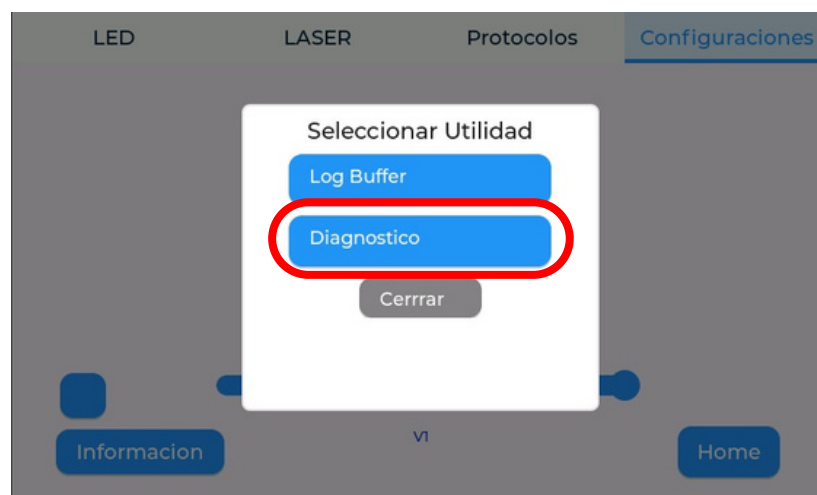 LED LASER Protocolos Configuraciones
Seleccionar Utilidad
Log Buffer
Diagnostico
Cerrrar
V1
Informacion Home